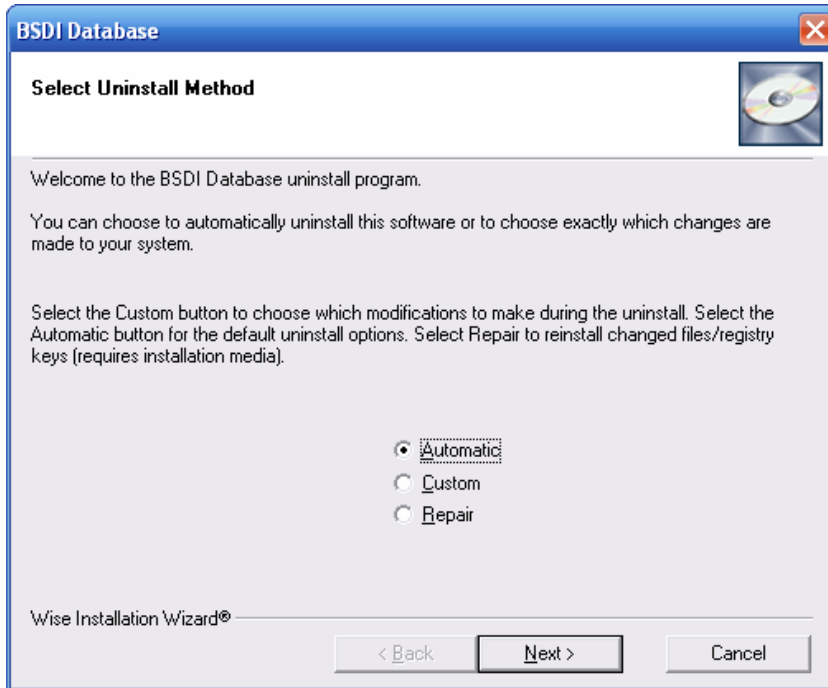 BSDI Database
Select Uninstall Method
Welcome to the BSDI Database uninstall program.
You can choose to automatically uninstall this software or to choose exactly which changes are
made to your system.
Select the Custom button to choose which modifications to make during the uninstall. Select the
Automatic button for the default uninstall options. Select Repair to reinstall changed files/registry
keys (requires installation media).
Automatic
Custom
Repair
Wise Installation Wizard®
< Back
Next >
Cancel